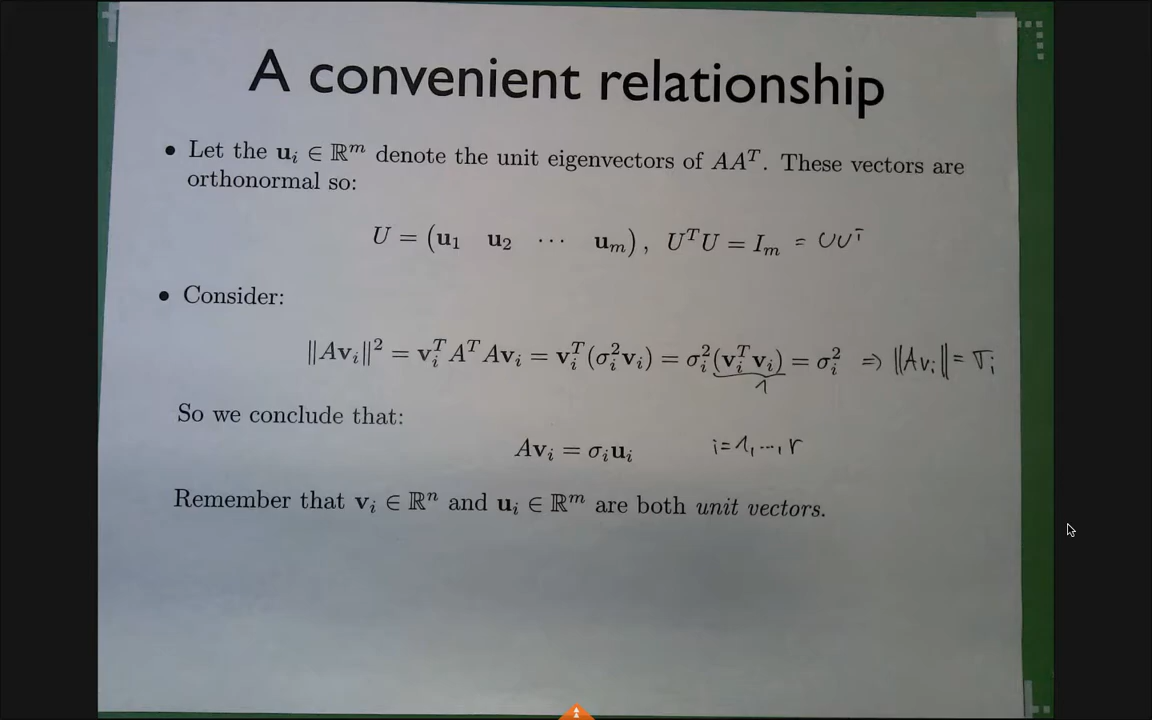 A convenient relationship
• Let the uᵢ ∈ ℝᵐ denote the unit eigenvectors of AAᵀ. These vectors are
orthonormal so:
U = (u₁ u₂ ⋯ uₘ), UᵀU = Iₘ = UUᵀ
• Consider:
‖Avᵢ‖² = vᵢᵀAᵀAvᵢ = vᵢᵀ(σᵢ²vᵢ) = σᵢ²(vᵢᵀvᵢ) = σᵢ² ⇒ ‖Avᵢ‖ = σᵢ
1
So we conclude that:
Avᵢ = σᵢuᵢ i=1,...,r
Remember that vᵢ ∈ ℝⁿ and uᵢ ∈ ℝᵐ are both unit vectors.